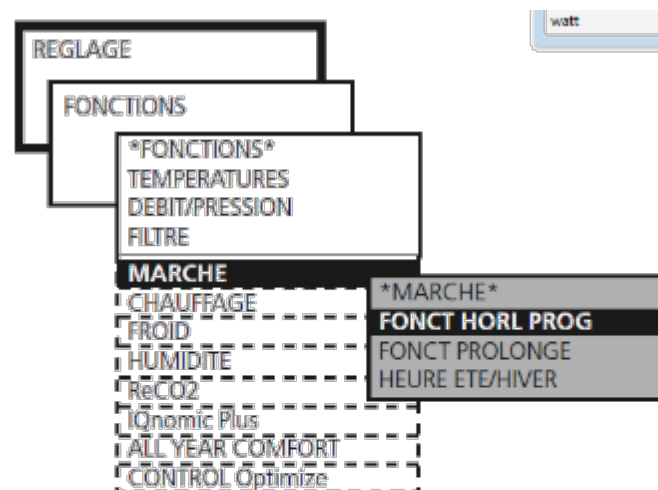 watt
REGLAGE
FONCTIONS
*FONCTIONS*
TEMPERATURES
DEBIT/PRESSION
FILTRE
MARCHE
CHAUFFAGE
FROID
HUMIDITE
ReCO2
IQnomic Plus
ALL YEAR COMFORT
CONTROL Optimize
*MARCHE*
FONCT HORL PROG
FONCT PROLONGE
HEURE ETE/HIVER